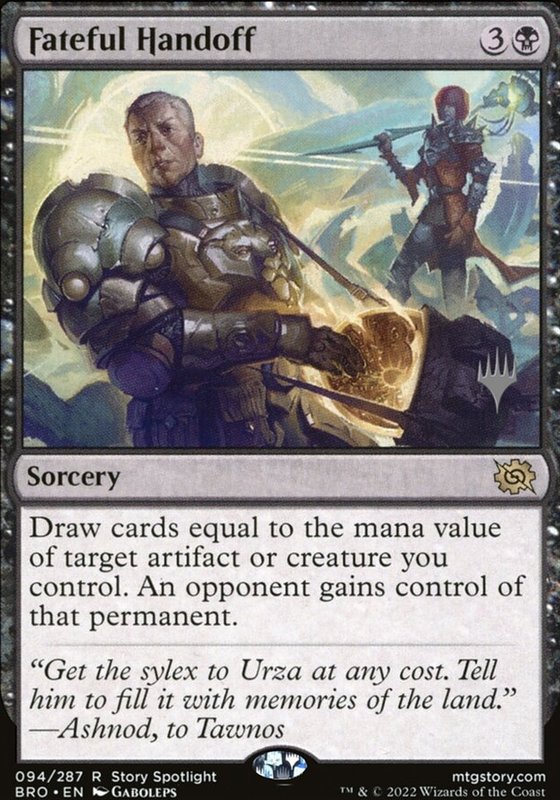 Fateful Handoff 3
Sorcery
Draw cards equal to the mana value
of target artifact or creature you
control. An opponent gains control of
that permanent.
“Get the sylex to Urza at any cost. Tell
him to fill it with memories of the land.”
—Ashnod, to Tawnos
094/287 R Story Spotlight mtgstory.com
BRO • EN GABOLEPS ™ & © 2022 Wizards of the Coast